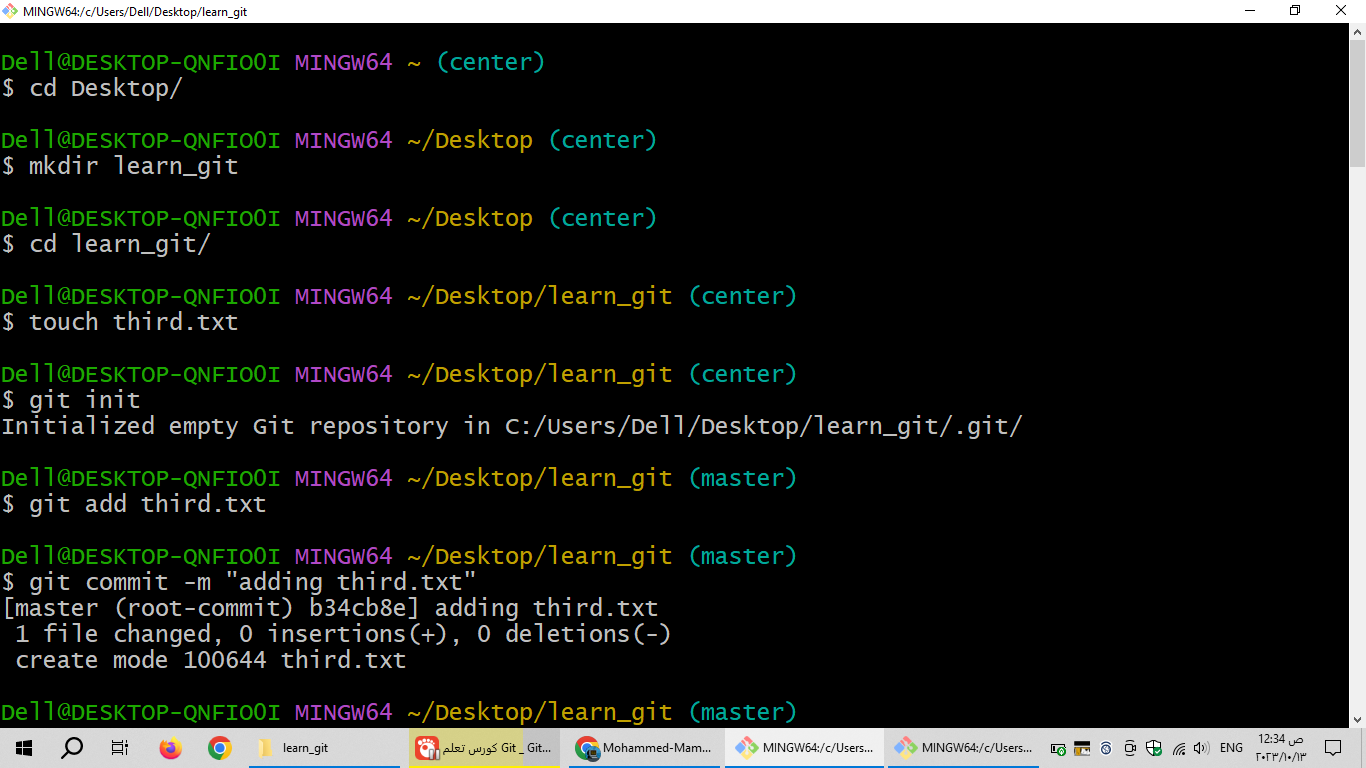 MINGW64:/c/Users/Dell/Desktop/learn_git
Dell@DESKTOP-QNFIO0I MINGW64 ~ (center)
$ cd Desktop/
Dell@DESKTOP-QNFIO0I MINGW64 ~/Desktop (center)
$ mkdir learn_git
Dell@DESKTOP-QNFIO0I MINGW64 ~/Desktop (center)
$ cd learn_git/
Dell@DESKTOP-QNFIO0I MINGW64 ~/Desktop/learn_git (center)
$ touch third.txt
Dell@DESKTOP-QNFIO0I MINGW64 ~/Desktop/learn_git (center)
$ git init
Initialized empty Git repository in C:/Users/Dell/Desktop/learn_git/.git/
Dell@DESKTOP-QNFIO0I MINGW64 ~/Desktop/learn_git (master)
$ git add third.txt
Dell@DESKTOP-QNFIO0I MINGW64 ~/Desktop/learn_git (master)
$ git commit -m "adding third.txt"
[master (root-commit) b34cb8e] adding third.txt
 1 file changed, 0 insertions(+), 0 deletions(-)
 create mode 100644 third.txt
Dell@DESKTOP-QNFIO0I MINGW64 ~/Desktop/learn_git (master)
learn_git
كورس تعلم Git _ Git...
Mohammed-Mam...
MINGW64:/c/Users...
MINGW64:/c/Users...
ENG
12:34 ص
٢٠٢٣/١٠/١٣